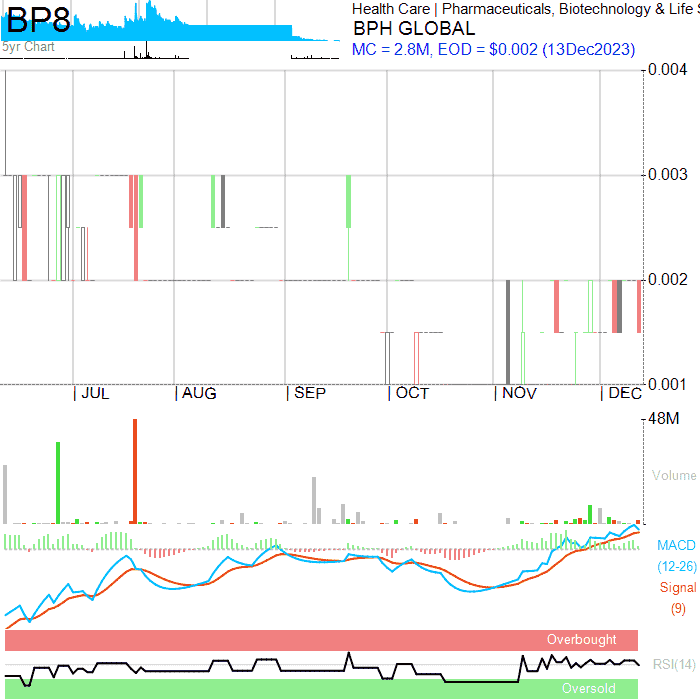 BP8
5yr Chart
Health Care | Pharmaceuticals, Biotechnology & Life
BPH GLOBAL
MC = 2.8M, EOD = $0.002 (13Dec2023)
0.004
0.003
0.002
0.001
JUL
AUG
SEP
OCT
NOV
DEC
48M
Volume
MACD
(12-26)
Signal
(9)
Overbought
RSI(14)
Oversold